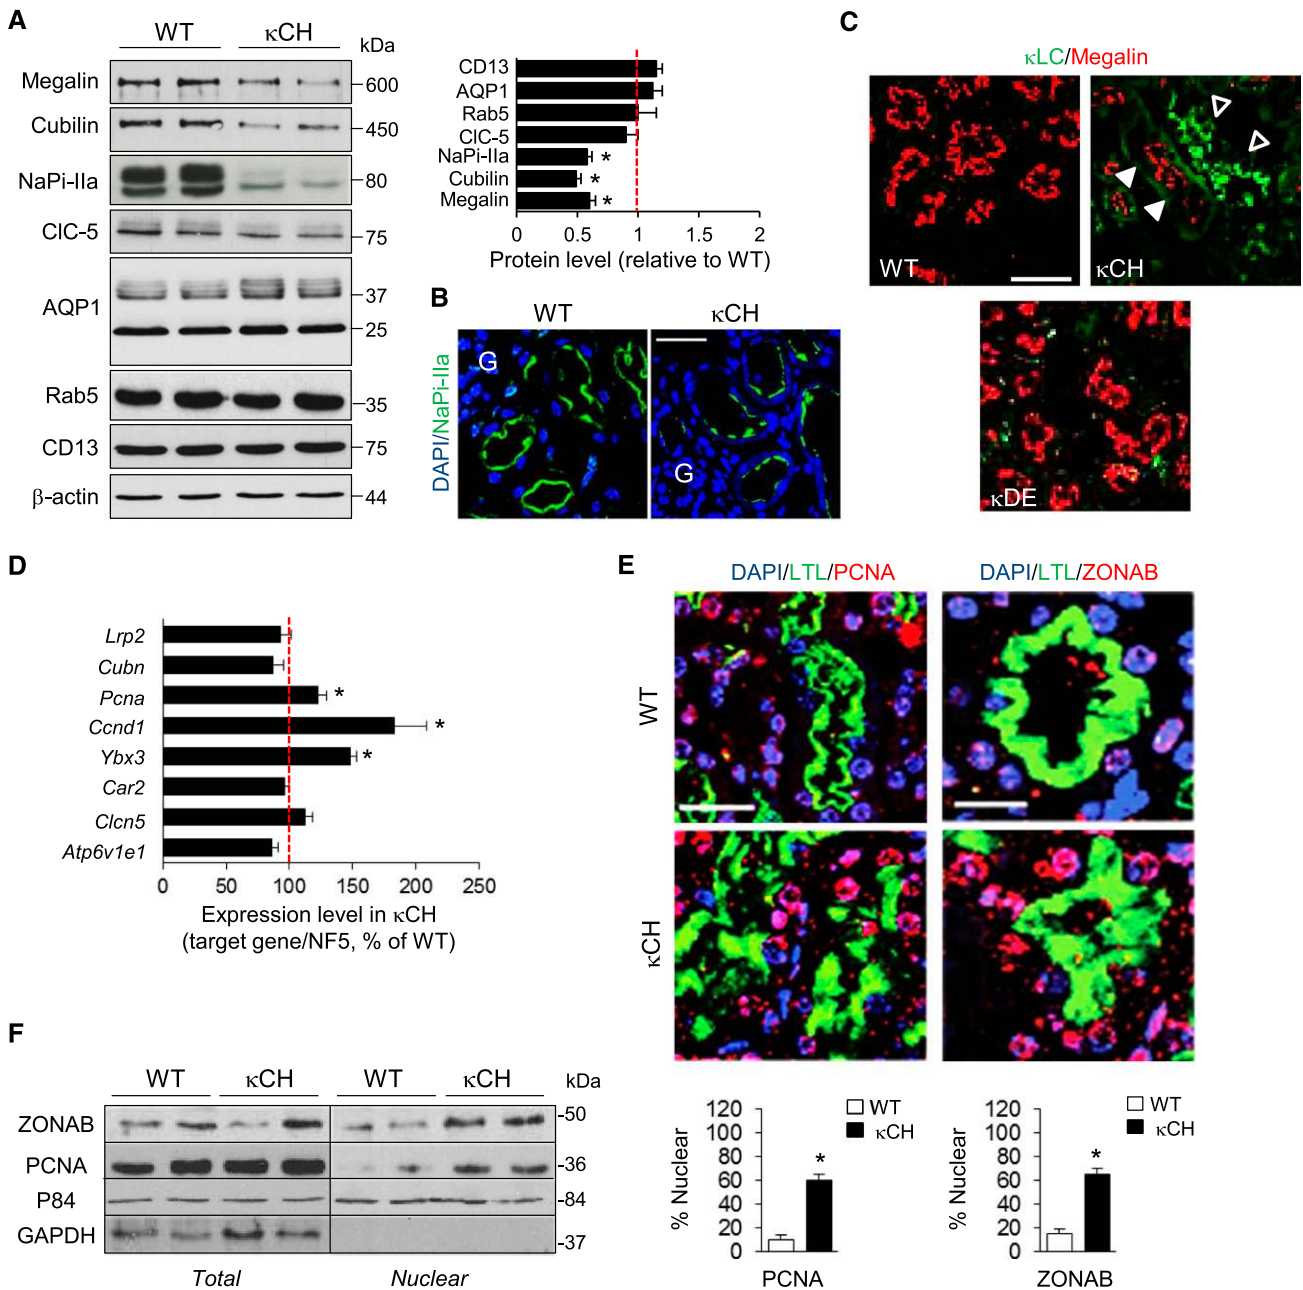 A
WT κCH
kDa
Megalin
600
Cubilin
450
NaPi-IIa
80
ClC-5
75
AQP1
37
25
Rab5
35
CD13
75
β-actin
44
CD13
AQP1
Rab5
ClC-5
NaPi-IIa *
Cubilin *
Megalin *
0 0.5 1 1.5 2
Protein level (relative to WT)
B
WT κCH
DAPI/NaPi-IIa
G
G
C
κLC/Megalin
WT
κCH
κDE
D
Lrp2
Cubn
Pcna *
Ccnd1 *
Ybx3 *
Car2
Clcn5
Atp6v1e1
0 50 100 150 200 250
Expression level in κCH
(target gene/NF5, % of WT)
E
DAPI/LTL/PCNA DAPI/LTL/ZONAB
WT
κCH
120
100
80
60
40
20
0
% Nuclear
WT
κCH
*
PCNA
120
100
80
60
40
20
0
% Nuclear
WT
κCH
*
ZONAB
F
WT κCH WT κCH kDa
ZONAB -50
PCNA -36
P84 -84
GAPDH -37
Total Nuclear